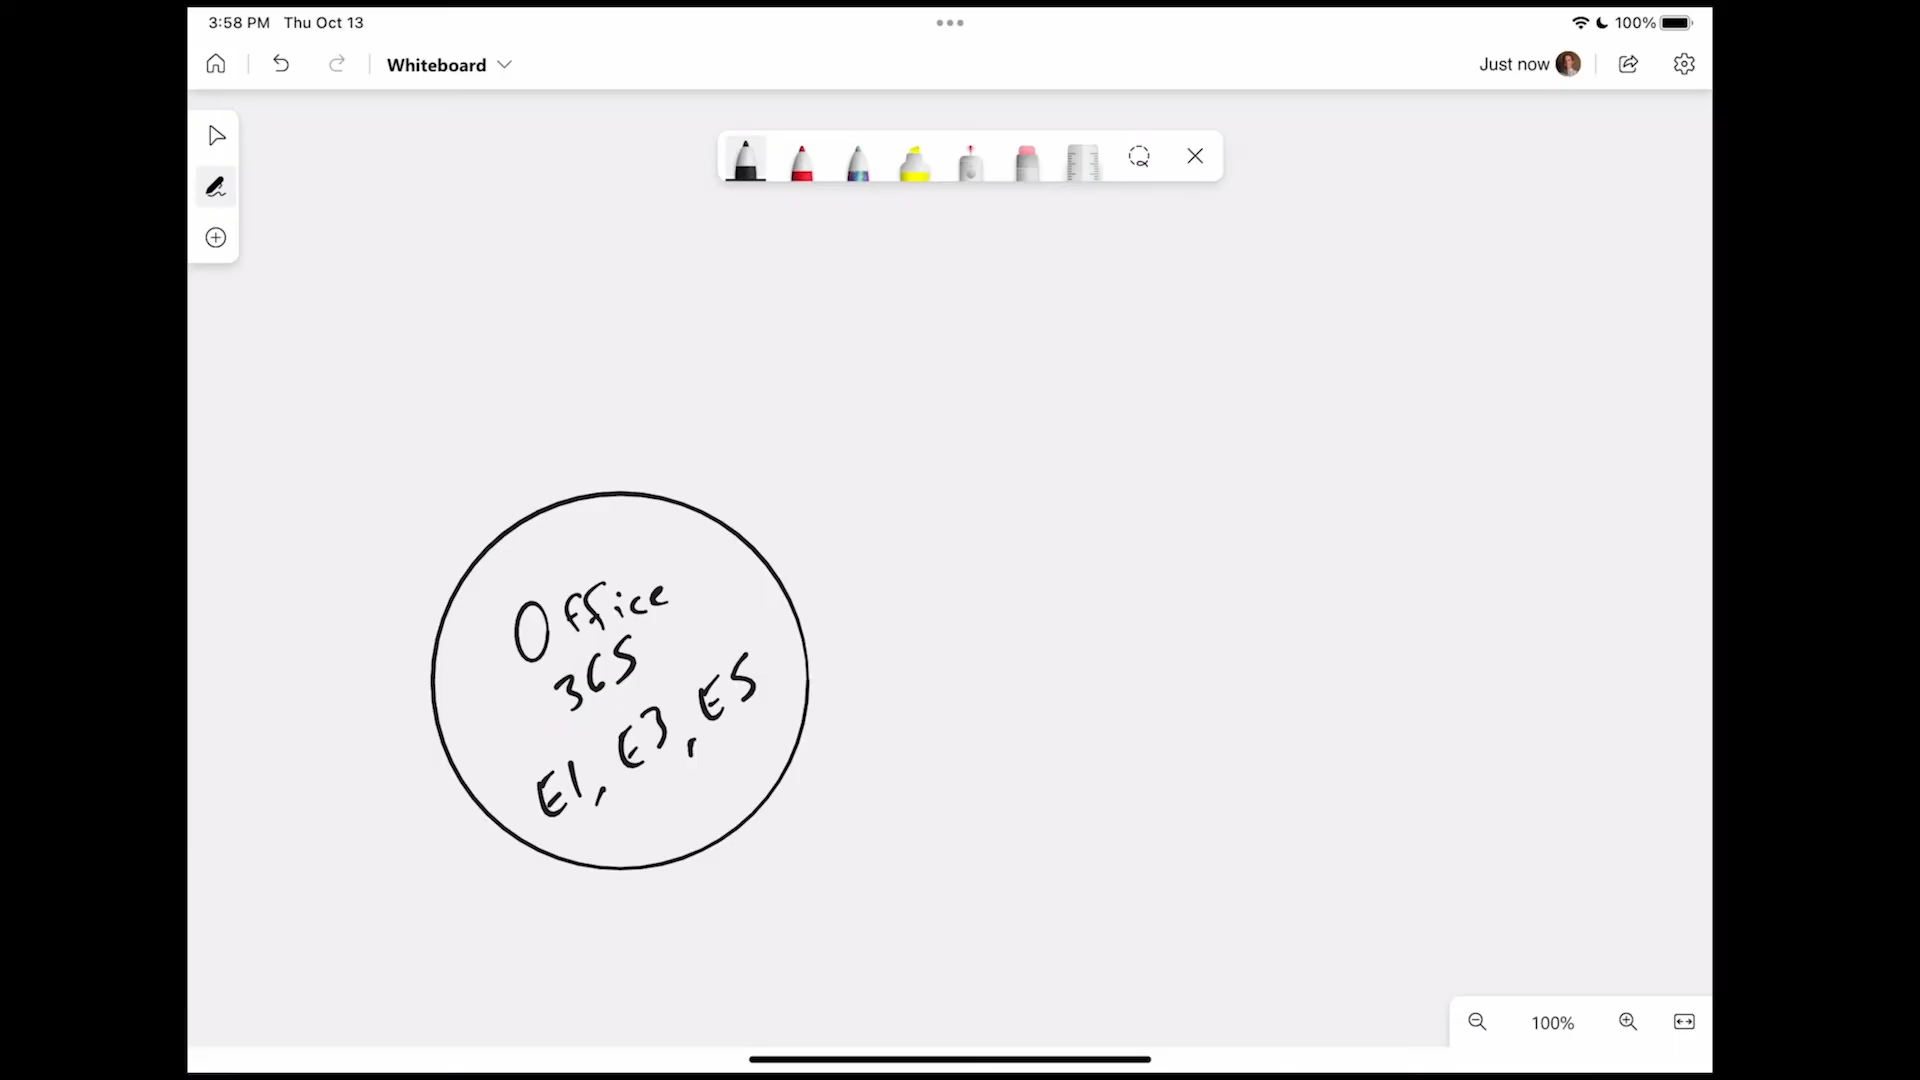 3:58 PM Thu Oct 13
100%
Whiteboard
Just now
Office
365
E1, E3, E5
100%